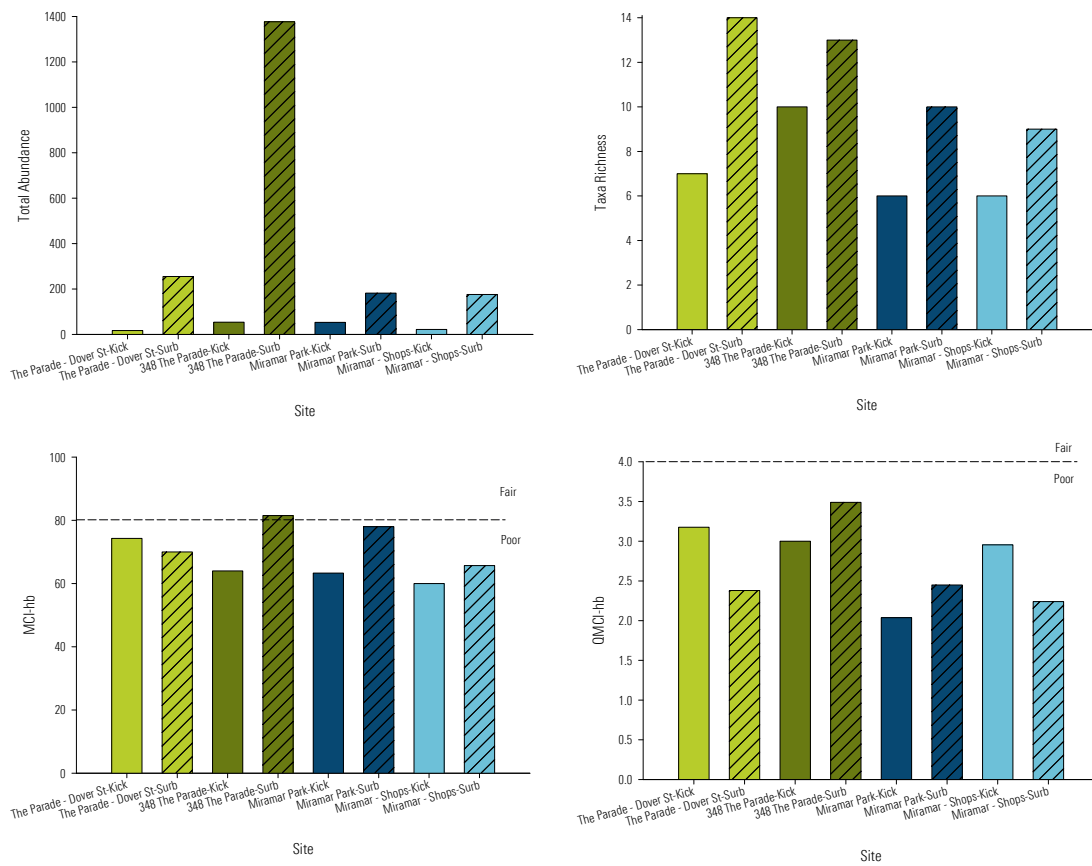 1400
1200
1000
800
600
400
200
0
Total Abundance
The Parade - Dover St-Kick
The Parade - Dover St-Surb
348 The Parade-Kick
348 The Parade-Surb
Miramar Park-Kick
Miramar Park-Surb
Miramar - Shops-Kick
Miramar - Shops-Surb
Site
14
12
10
8
6
4
2
0
Taxa Richness
The Parade - Dover St-Kick
The Parade - Dover St-Surb
348 The Parade-Kick
348 The Parade-Surb
Miramar Park-Kick
Miramar Park-Surb
Miramar - Shops-Kick
Miramar - Shops-Surb
Site
100
80
60
40
20
0
MCI-hb
Fair
Poor
The Parade - Dover St-Kick
The Parade - Dover St-Surb
348 The Parade-Kick
348 The Parade-Surb
Miramar Park-Kick
Miramar Park-Surb
Miramar - Shops-Kick
Miramar - Shops-Surb
Site
4.0
3.5
3.0
2.5
2.0
1.5
1.0
0.5
0.0
QMCI-hb
Fair
Poor
The Parade - Dover St-Kick
The Parade - Dover St-Surb
348 The Parade-Kick
348 The Parade-Surb
Miramar Park-Kick
Miramar Park-Surb
Miramar - Shops-Kick
Miramar - Shops-Surb
Site